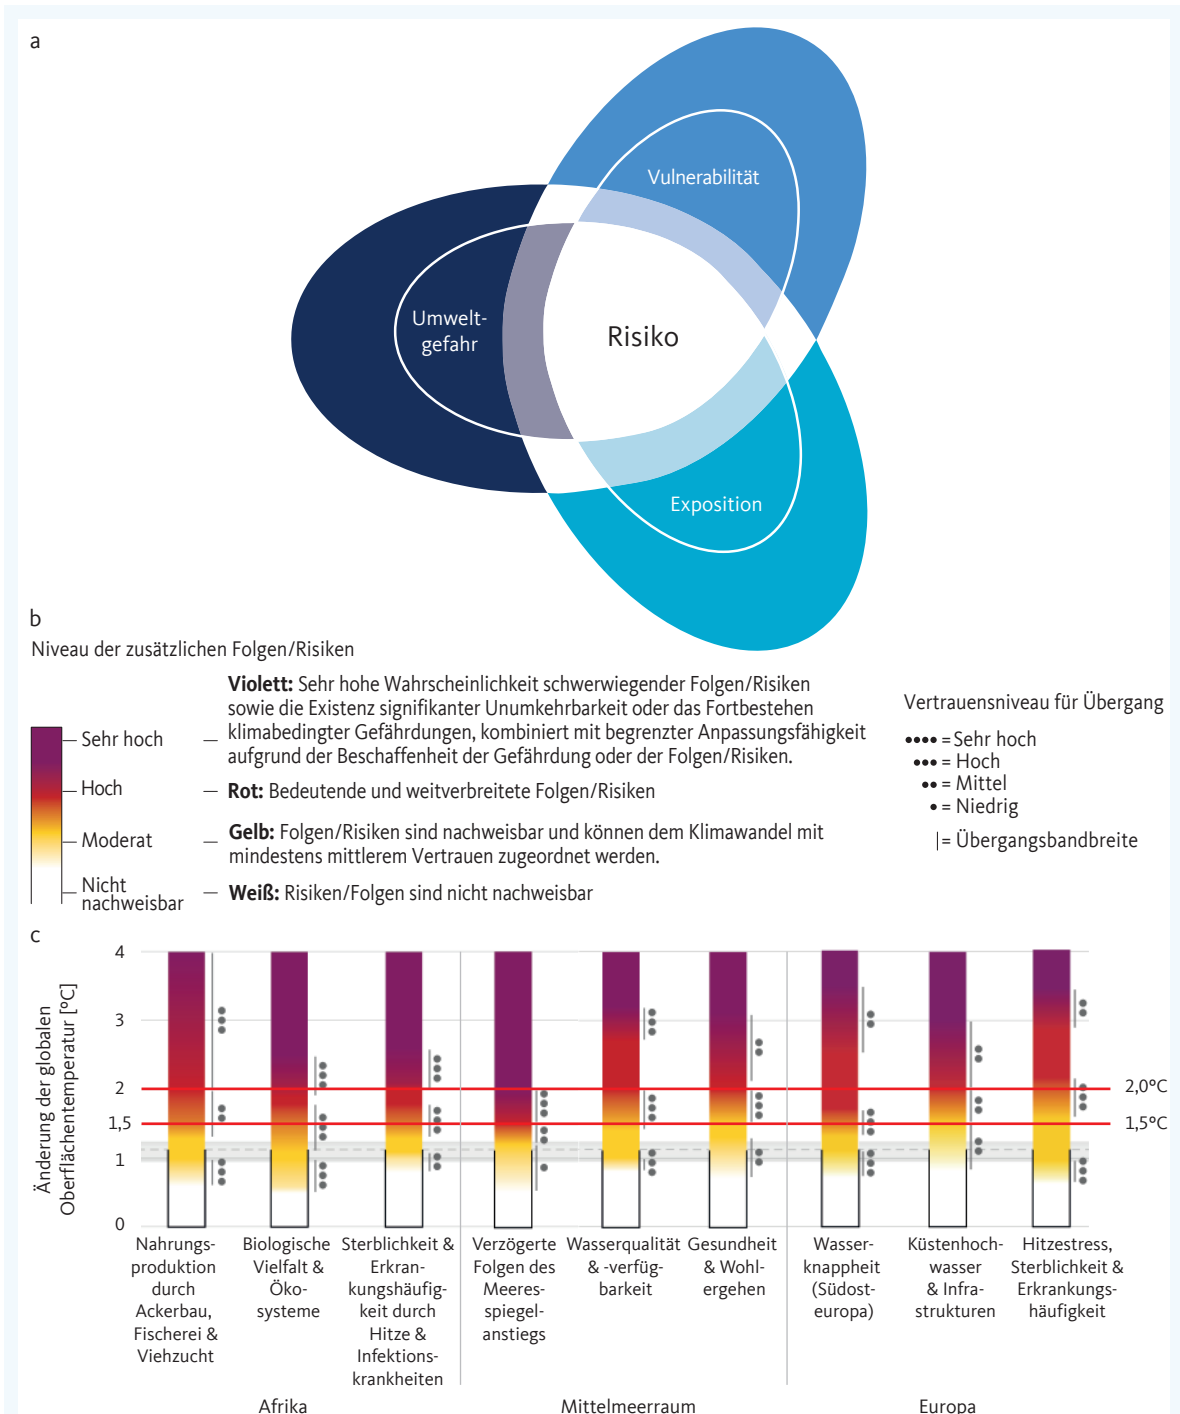 a
Vulnerabilität
Umwelt-
gefahr
Risiko
Exposition
b
Niveau der zusätzlichen Folgen/Risiken
Sehr hoch
Hoch
Moderat
Nicht
nachweisbar
Violett: Sehr hohe Wahrscheinlichkeit schwerwiegender Folgen/Risiken
sowie die Existenz signifikanter Unumkehrbarkeit oder das Fortbestehen
klimabedingter Gefährdungen, kombiniert mit begrenzter Anpassungsfähigkeit
aufgrund der Beschaffenheit der Gefährdung oder der Folgen/Risiken.
Rot: Bedeutende und weitverbreitete Folgen/Risiken
Gelb: Folgen/Risiken sind nachweisbar und können dem Klimawandel mit
mindestens mittlerem Vertrauen zugeordnet werden.
Weiß: Risiken/Folgen sind nicht nachweisbar
Vertrauensniveau für Übergang
•••• = Sehr hoch
••• = Hoch
•• = Mittel
• = Niedrig
| = Übergangsbandbreite
c
Änderung der globalen
Oberflächentemperatur [°C]
4
3
2
1,5
1
0
2,0°C
1,5°C
Nahrungs-
produktion
durch
Ackerbau,
Fischerei &
Viehzucht
Biologische
Vielfalt &
Öko-
systeme
Sterblichkeit &
Erkran-
kungshäufig-
keit durch
Hitze &
Infektions-
krankheiten
Verzögerte
Folgen des
Meeres-
spiegel-
anstiegs
Wasserqualität
& -verfüg-
barkeit
Gesundheit
& Wohl-
ergehen
Wasser-
knappheit
(Südost-
europa)
Küstenhoch-
wasser
& Infra-
strukturen
Hitzestress,
Sterblichkeit &
Erkrankungs-
häufigkeit
Afrika
Mittelmeerraum
Europa